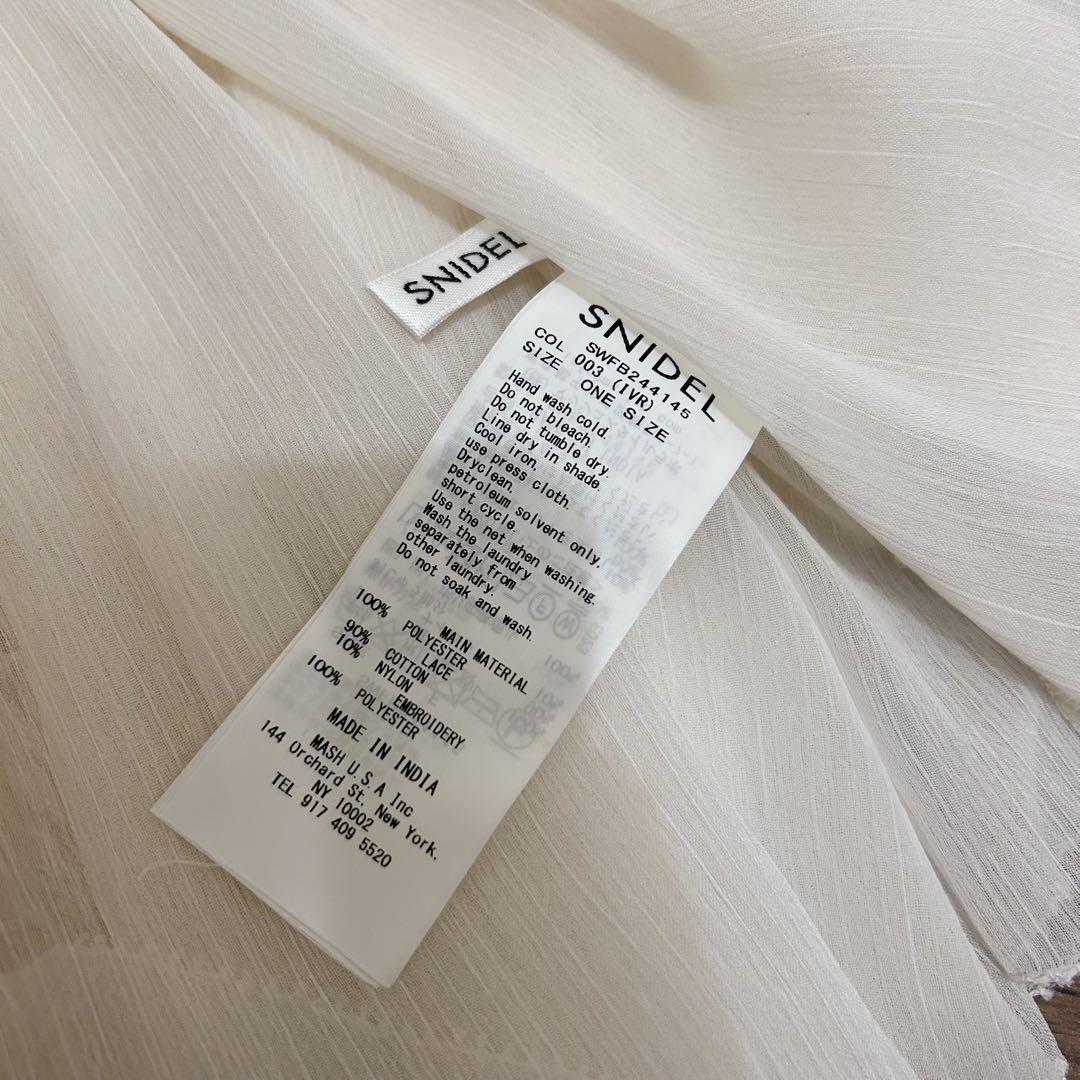 SNIDEL
SNIDEL
SWFB244145
COL 003 (IVR)
SIZE ONE SIZE
Hand wash cold.
Do not bleach.
Do not tumble dry.
Line dry in shade.
Cool iron.
use press cloth.
Dryclean.
petroleum solvent only,
short cycle.
Use the net when washing.
Wash the laundry
separately from
other laundry.
Do not soak and wash.
MAIN MATERIAL
100% POLYESTER
LACE
90% COTTON
10% NYLON
EMBROIDERY
100% POLYESTER
MADE IN INDIA
MASH U.S.A Inc
144 Orchard St. New York,
NY 10002
TEL 917 409 5520